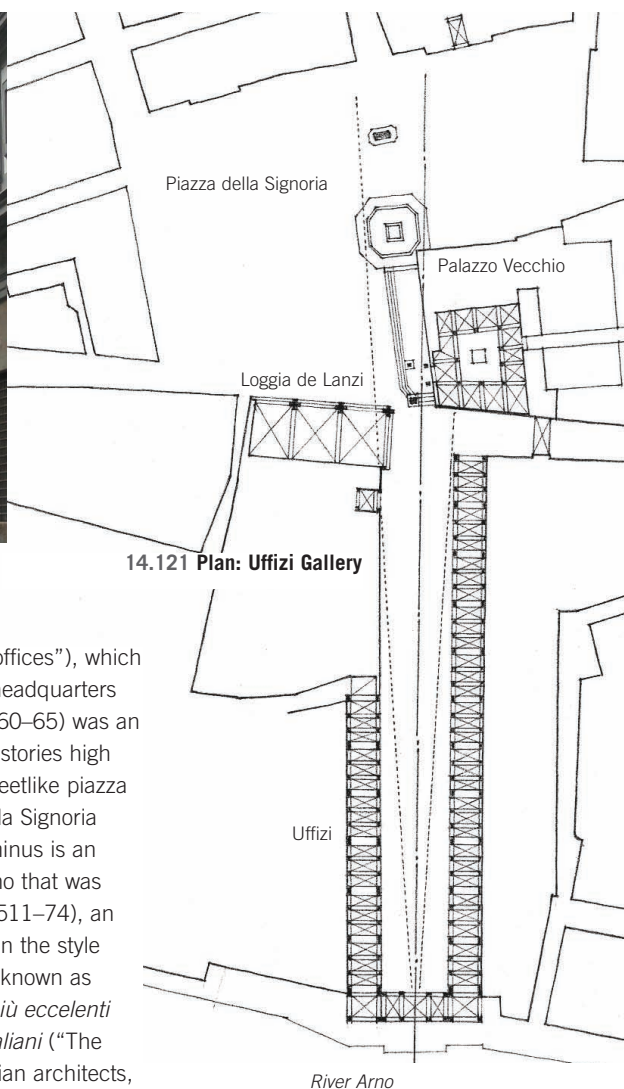 Piazza della Signoria
Palazzo Vecchio
Loggia de Lanzi
14.121 Plan: Uffizi Gallery
offices”), which
headquarters
60–65) was an
stories high
eetlike piazza
la Signoria
minus is an
no that was
511–74), an
n the style
known as
iù eccelenti
aliani (“The
ian architects,
Uffizi
River Arno